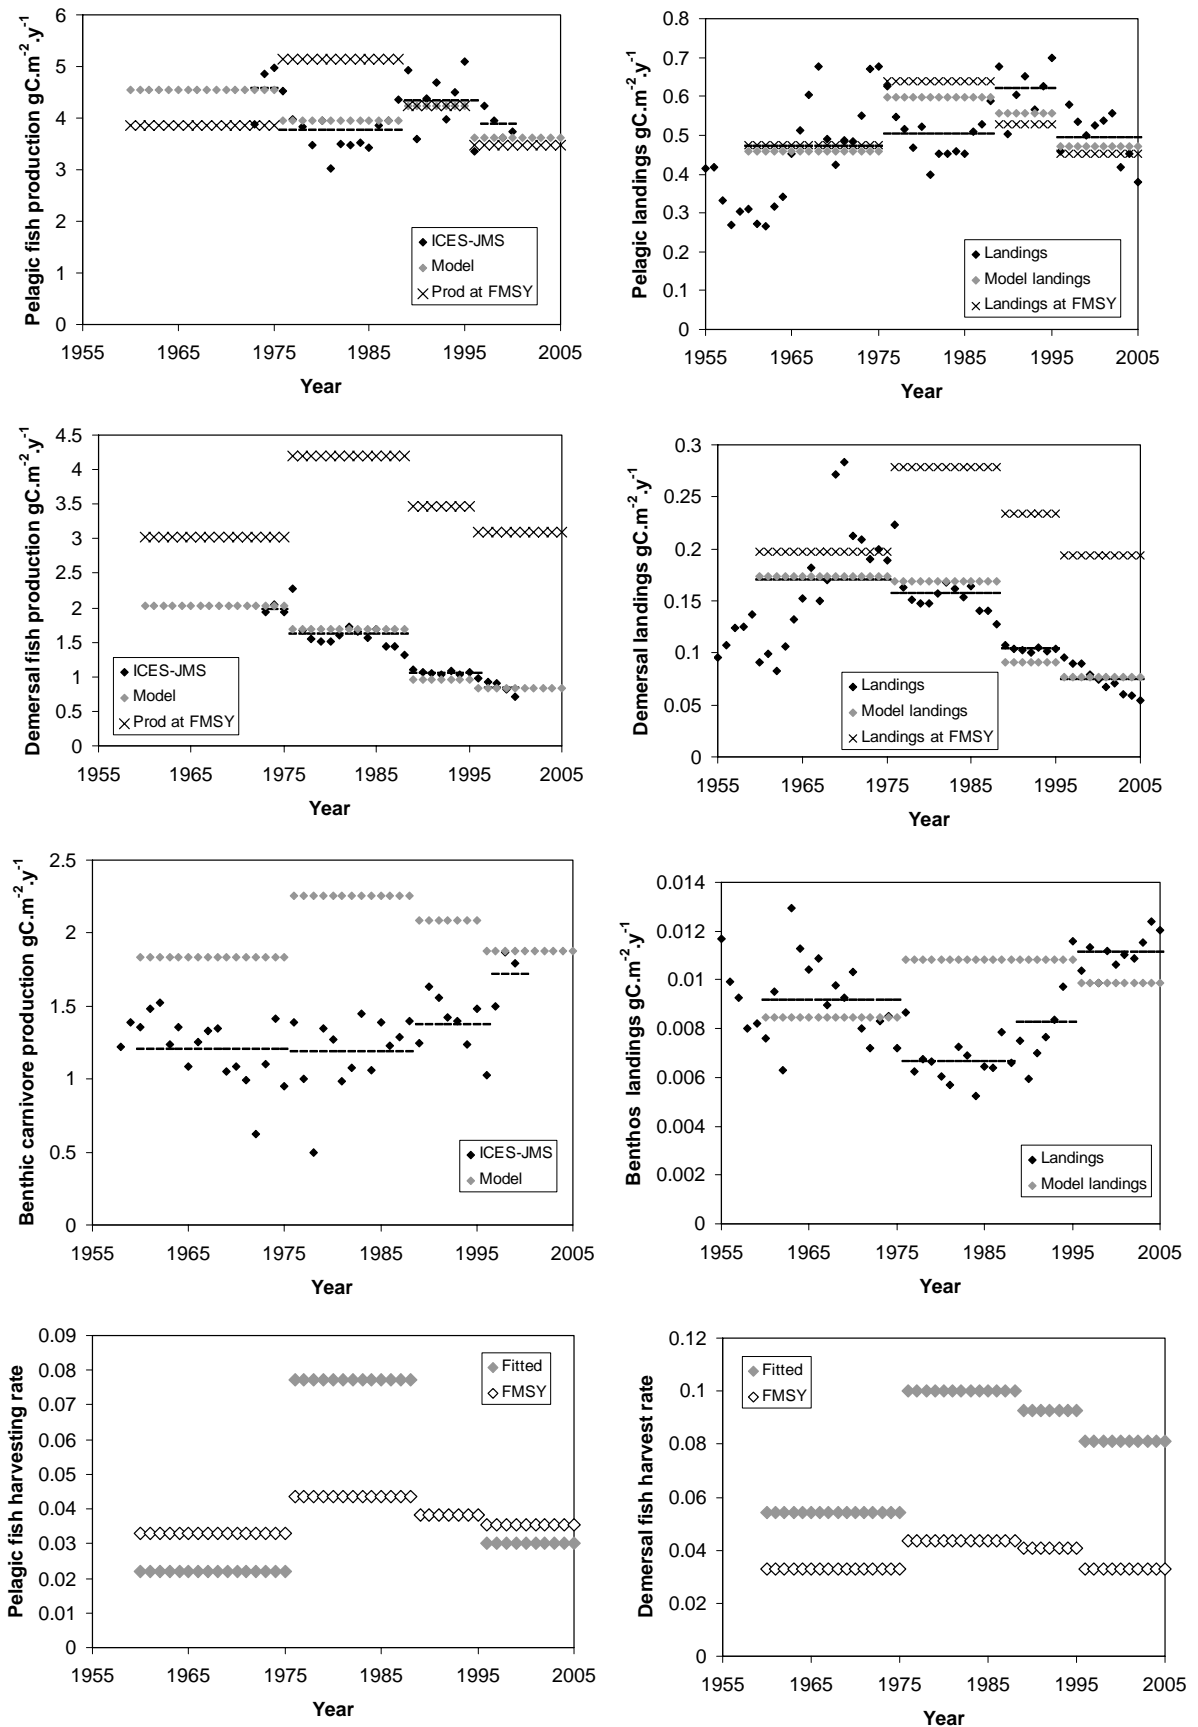 Pelagic fish production gC.m-2.y-1
6
5
4
3
2
1
0
ICES-JMS
Model
Prod at FMSY
1955 1965 1975 1985 1995 2005
Year
Pelagic landings gC.m-2.y-1
0.8
0.7
0.6
0.5
0.4
0.3
0.2
0.1
0
Landings
Model landings
Landings at FMSY
1955 1965 1975 1985 1995 2005
Year
Demersal fish production gC.m-2.y-1
4.5
4
3.5
3
2.5
2
1.5
1
0.5
0
ICES-JMS
Model
Prod at FMSY
1955 1965 1975 1985 1995 2005
Year
Demersal landings gC.m-2.y-1
0.3
0.25
0.2
0.15
0.1
0.05
0
Landings
Model landings
Landings at FMSY
1955 1965 1975 1985 1995 2005
Year
Benthic carnivore production gC.m-2.y-1
2.5
2
1.5
1
0.5
0
ICES-JMS
Model
1955 1965 1975 1985 1995 2005
Year
Benthos landings gC.m-2.y-1
0.014
0.012
0.01
0.008
0.006
0.004
0.002
0
Landings
Model landings
1955 1965 1975 1985 1995 2005
Year
Pelagic fish harvesting rate
0.09
0.08
0.07
0.06
0.05
0.04
0.03
0.02
0.01
0
Fitted
FMSY
1955 1965 1975 1985 1995 2005
Year
Demersal fish harvest rate
0.12
0.1
0.08
0.06
0.04
0.02
0
Fitted
FMSY
1955 1965 1975 1985 1995 2005
Year